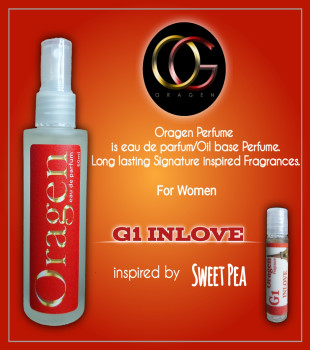 OG
ORAGEN
Oragen Perfume
is eau de parfum/Oil base Perfume.
Long lasting Signature inspired Fragrances.
For Women
G1 INLOVE
inspired by SWEET PEA
Oragen
eau de parfum
Oragen
G1
INLOVE